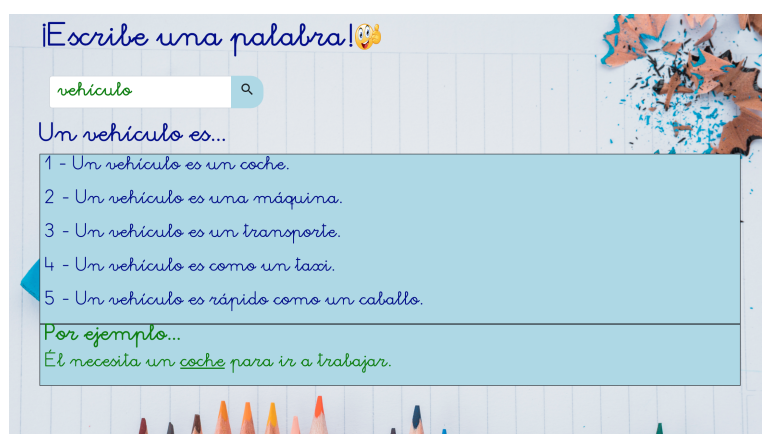 ¡Escribe una palabra!
vehículo
Un vehículo es...
1 - Un vehículo es un coche.
2 - Un vehículo es una máquina.
3 - Un vehículo es un transporte.
4 - Un vehículo es como un taxi.
5 - Un vehículo es rápido como un caballo.
Por ejemplo...
Él necesita un coche para ir a trabajar.